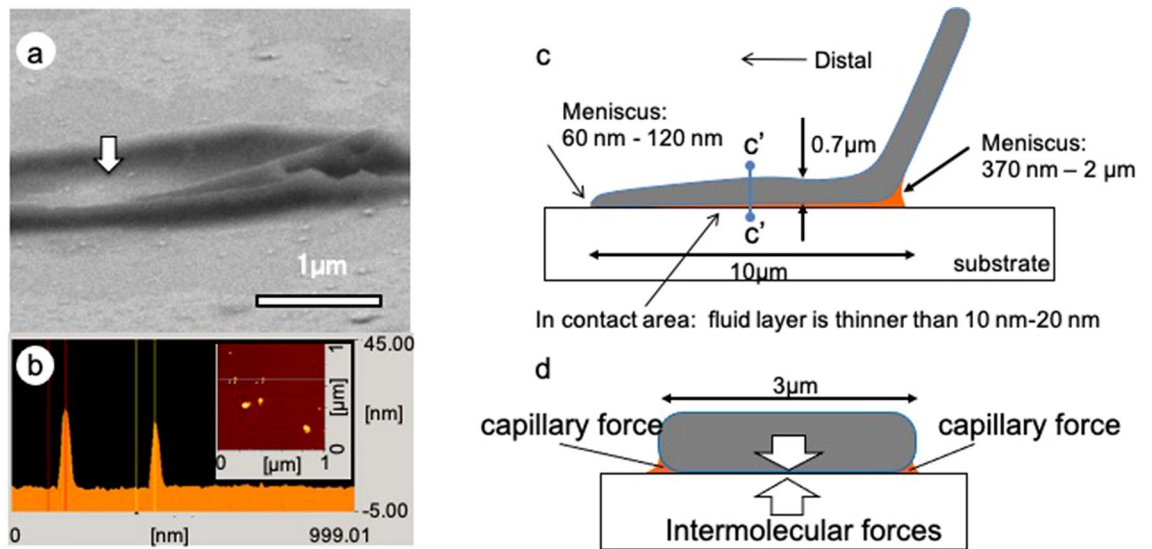 a
1μm
b
45.00
[nm]
-5.00
0
[nm]
999.01
1
[μm]
0
0
[μm]
1
c
Distal
Meniscus:
60 nm - 120 nm
c'
0.7μm
Meniscus:
370 nm – 2 μm
c'
10μm
substrate
In contact area: fluid layer is thinner than 10 nm-20 nm
d
3μm
capillary force
capillary force
Intermolecular forces